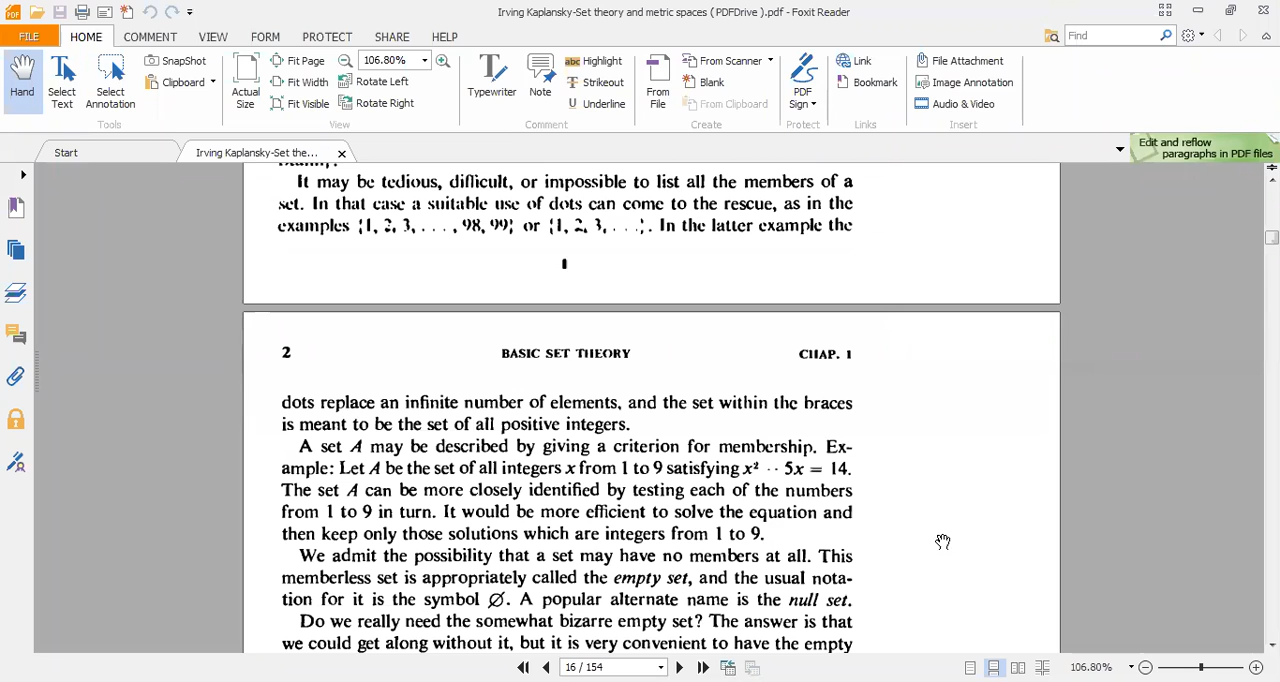 Irving Kaplansky-Set theory and metric spaces ( PDFDrive ).pdf - Foxit Reader
FILE HOME COMMENT VIEW FORM PROTECT SHARE HELP
Find
Hand
Select Text
Select Annotation
SnapShot
Clipboard
Tools
Actual Size
Fit Page
Fit Width
Fit Visible
106.80%
Rotate Left
Rotate Right
View
Typewriter
Note
abc Highlight
Strikeout
U Underline
Comment
From File
From Scanner
Blank
From Clipboard
Create
PDF Sign
Protect
Link
Bookmark
Links
File Attachment
Image Annotation
Audio & Video
Insert
Start
Irving Kaplansky-Set the...
Edit and reflow
paragraphs in PDF files
It may be tedious, difficult, or impossible to list all the members of a
set. In that case a suitable use of dots can come to the rescue, as in the
examples {1, 2, 3, . . . , 98, 99} or {1, 2, 3, . . .}. In the latter example the
1
2 BASIC SET THEORY CHAP. 1
dots replace an infinite number of elements, and the set within the braces
is meant to be the set of all positive integers.
A set A may be described by giving a criterion for membership. Ex-
ample: Let A be the set of all integers x from 1 to 9 satisfying x² - 5x = 14.
The set A can be more closely identified by testing each of the numbers
from 1 to 9 in turn. It would be more efficient to solve the equation and
then keep only those solutions which are integers from 1 to 9.
We admit the possibility that a set may have no members at all. This
memberless set is appropriately called the empty set, and the usual nota-
tion for it is the symbol ∅. A popular alternate name is the null set.
Do we really need the somewhat bizarre empty set? The answer is that
we could get along without it, but it is very convenient to have the empty
16 / 154
106.80%